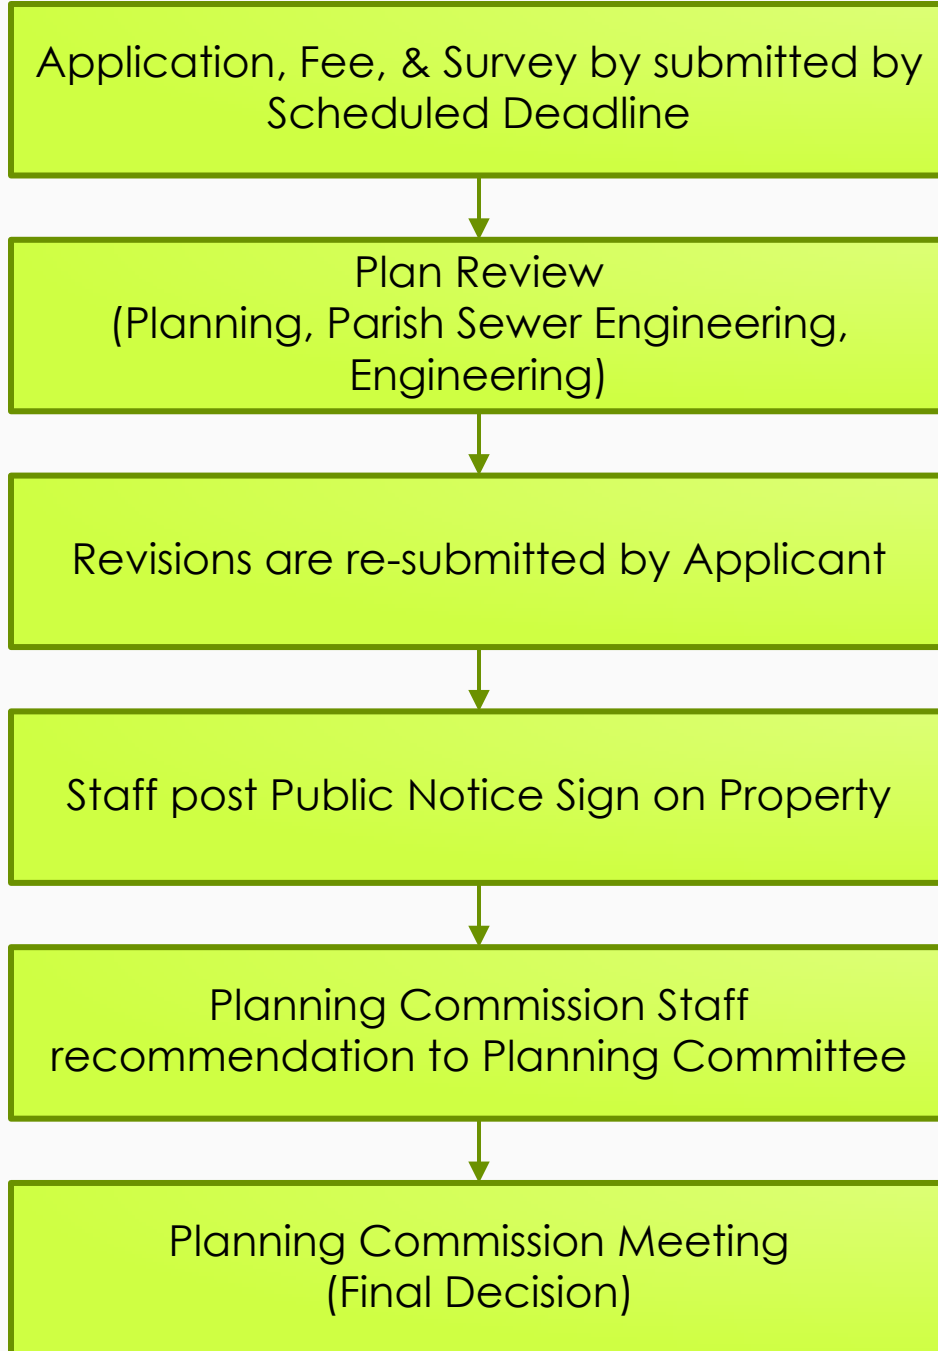 Application, Fee, & Survey by submitted by
Scheduled Deadline
Plan Review
(Planning, Parish Sewer Engineering,
Engineering)
Revisions are re-submitted by Applicant
Staff post Public Notice Sign on Property
Planning Commission Staff
recommendation to Planning Committee
Planning Commission Meeting
(Final Decision)